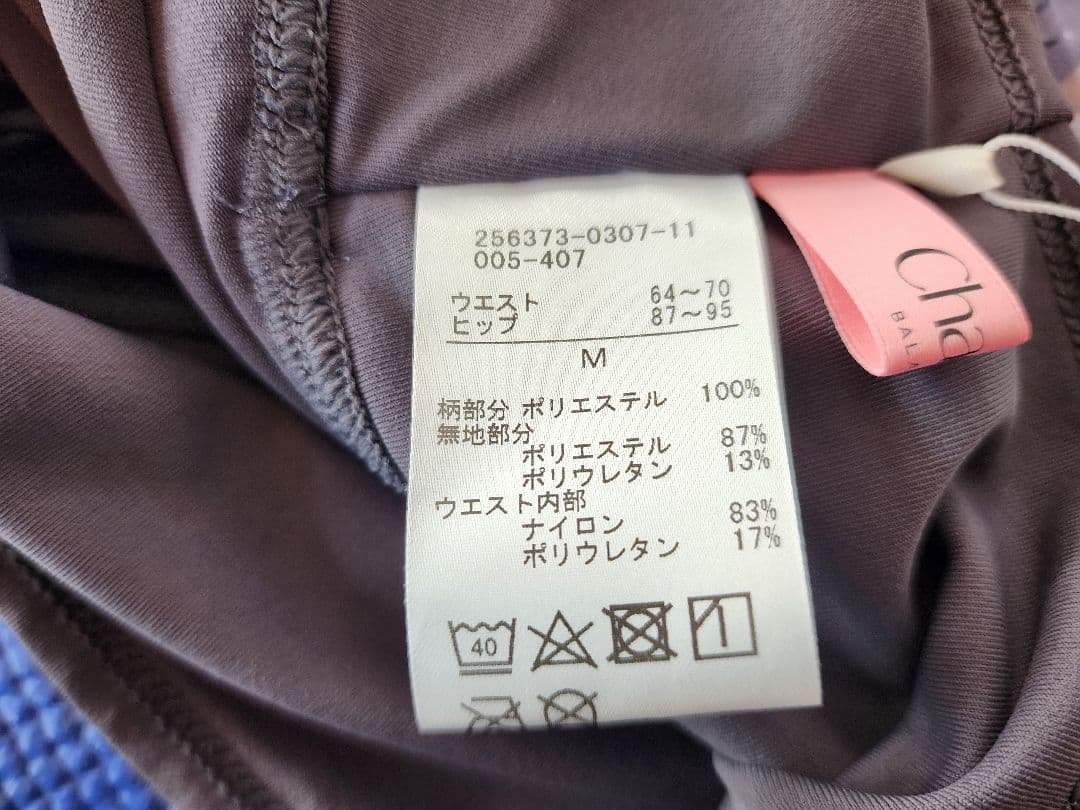 256373-0307-11
005-407
ウエスト 64～70
ヒップ 87～95
M
柄部分 ポリエステル 100%
無地部分
ポリエステル 87%
ポリウレタン 13%
ウエスト内部
ナイロン 83%
ポリウレタン 17%
40
Cha
BALA